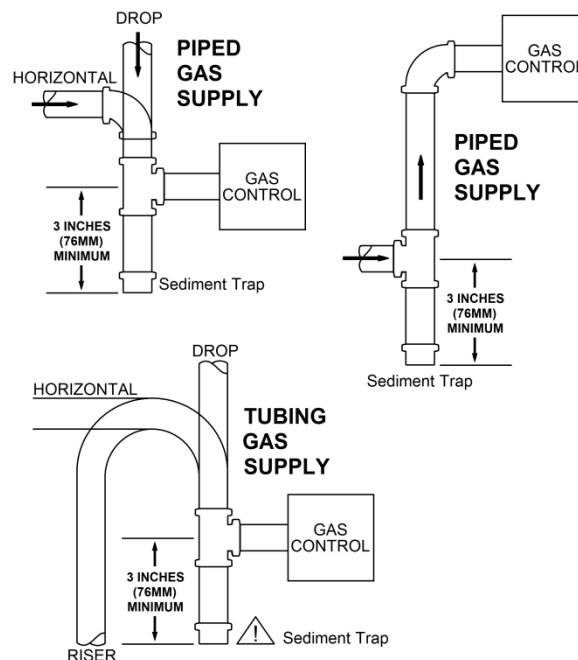 DROP
PIPED
GAS
SUPPLY
HORIZONTAL
GAS
CONTROL
3 INCHES
(76MM)
MINIMUM
Sediment Trap
GAS
CONTROL
PIPED
GAS
SUPPLY
3 INCHES
(76MM)
MINIMUM
Sediment Trap
DROP
HORIZONTAL
TUBING
GAS
SUPPLY
GAS
CONTROL
3 INCHES
(76MM)
MINIMUM
! Sediment Trap
RISER